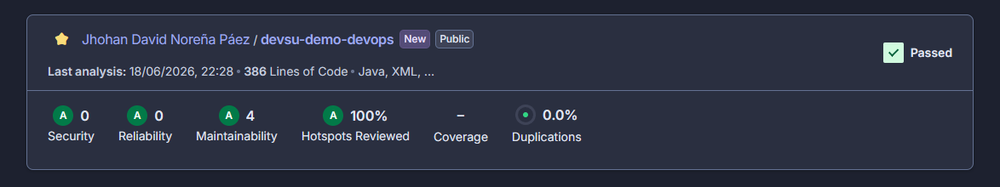 Jhohan David Noreña Páez / devsu-demo-devops New Public
Passed
Last analysis: 18/06/2026, 22:28 • 386 Lines of Code • Java, XML, ...
A 0 A 0 A 4 A 100% – 0.0%
Security Reliability Maintainability Hotspots Reviewed Coverage Duplications